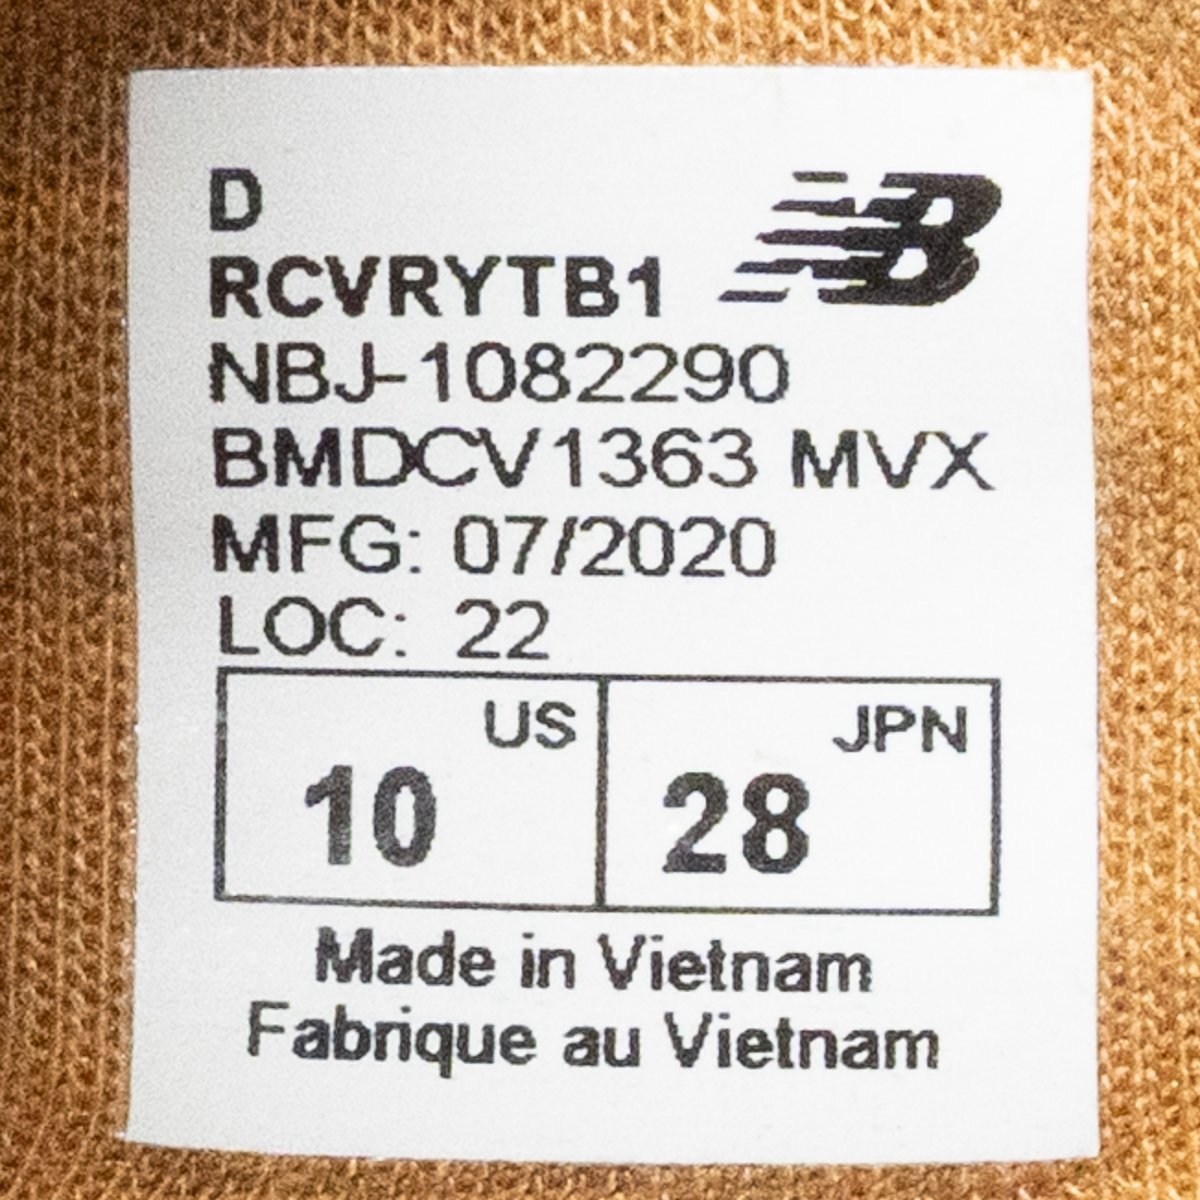 D
NB
RCVRYTB1
NBJ-1082290
BMDCV1363 MVX
MFG: 07/2020
LOC: 22
US JPN
10 28
Made in Vietnam
Fabrique au Vietnam